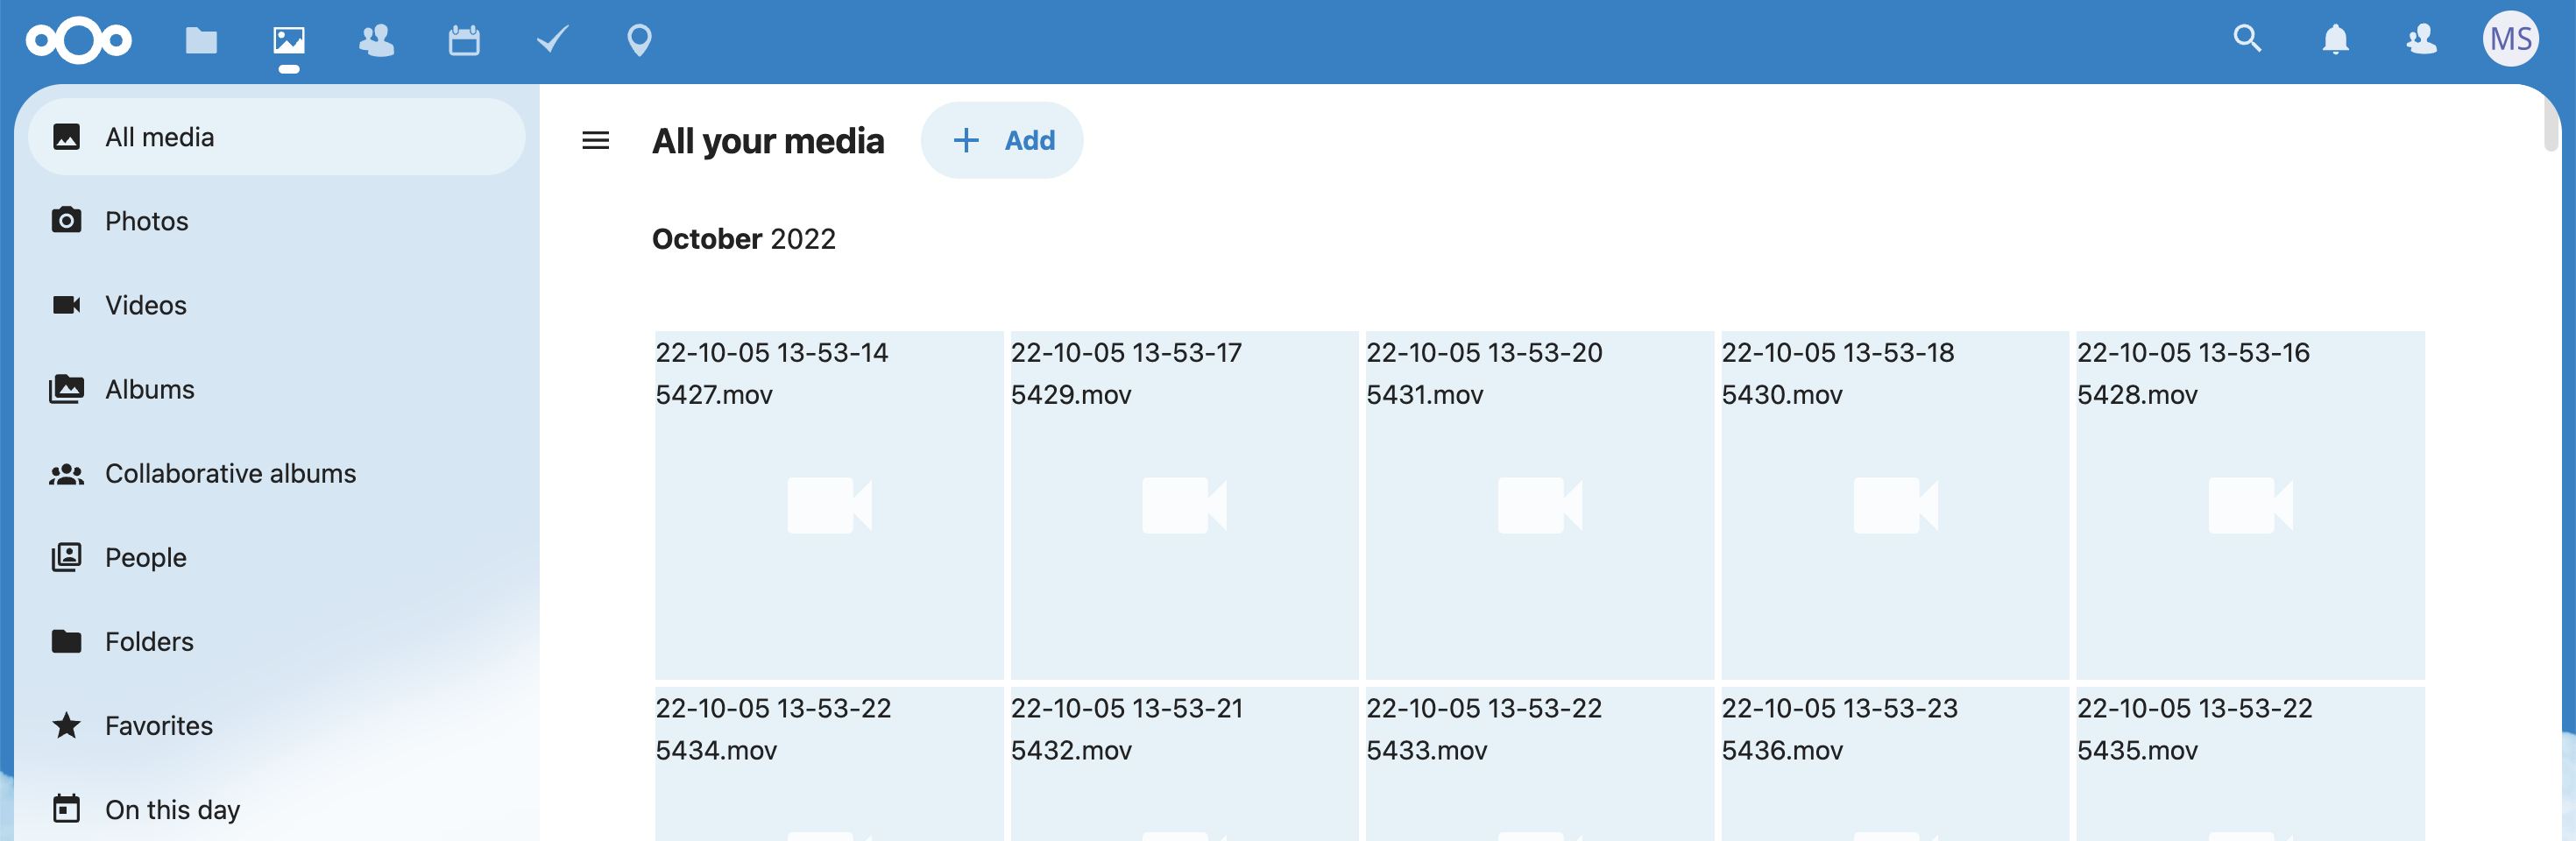 MS
All media
Photos
Videos
Albums
Collaborative albums
People
Folders
Favorites
On this day
All your media
+ Add
October 2022
22-10-05 13-53-14
5427.mov
22-10-05 13-53-17
5429.mov
22-10-05 13-53-20
5431.mov
22-10-05 13-53-18
5430.mov
22-10-05 13-53-16
5428.mov
22-10-05 13-53-22
5434.mov
22-10-05 13-53-21
5432.mov
22-10-05 13-53-22
5433.mov
22-10-05 13-53-23
5436.mov
22-10-05 13-53-22
5435.mov